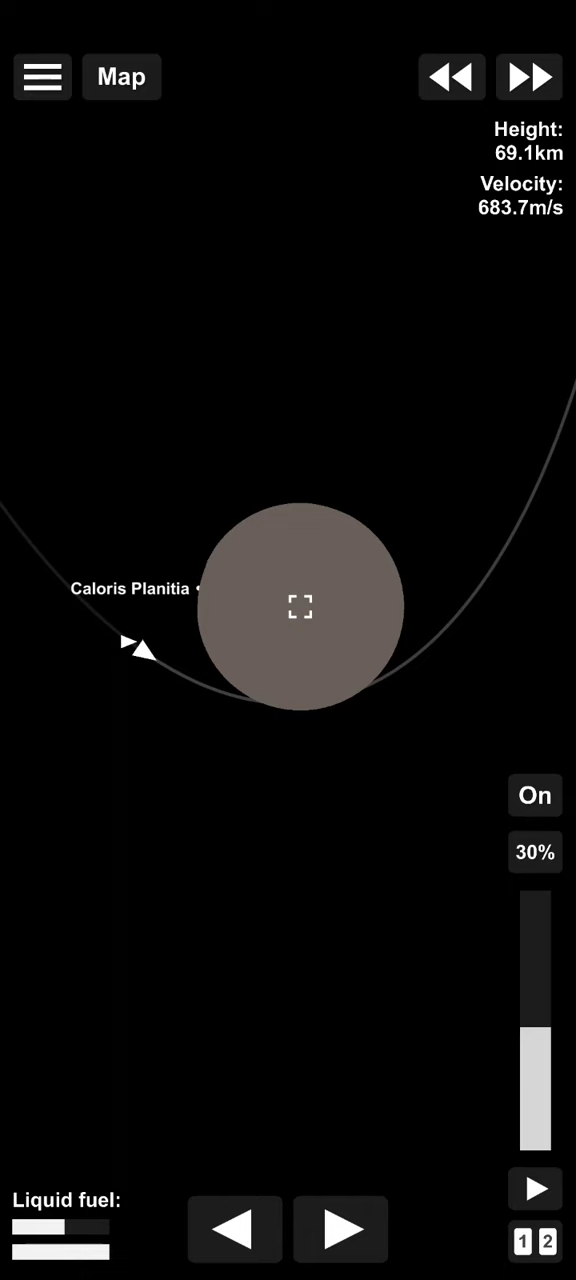 Map
Height:
69.1km
Velocity:
683.7m/s
Caloris Planitia
On
30%
Liquid fuel:
1 2